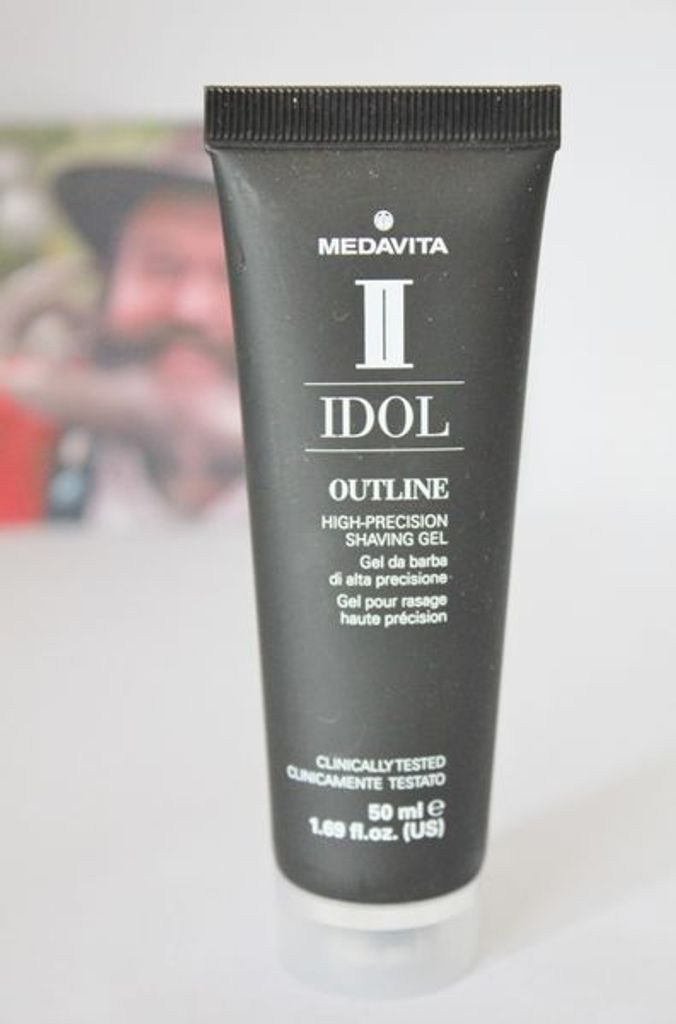 MEDAVITA
I
IDOL
OUTLINE
HIGH-PRECISION
SHAVING GEL
Gel da barba
di alta precisione
Gel pour rasage
haute précision
CLINICALLY TESTED
CLINICAMENTE TESTATO
50 ml ℮
1.69 fl.oz. (US)